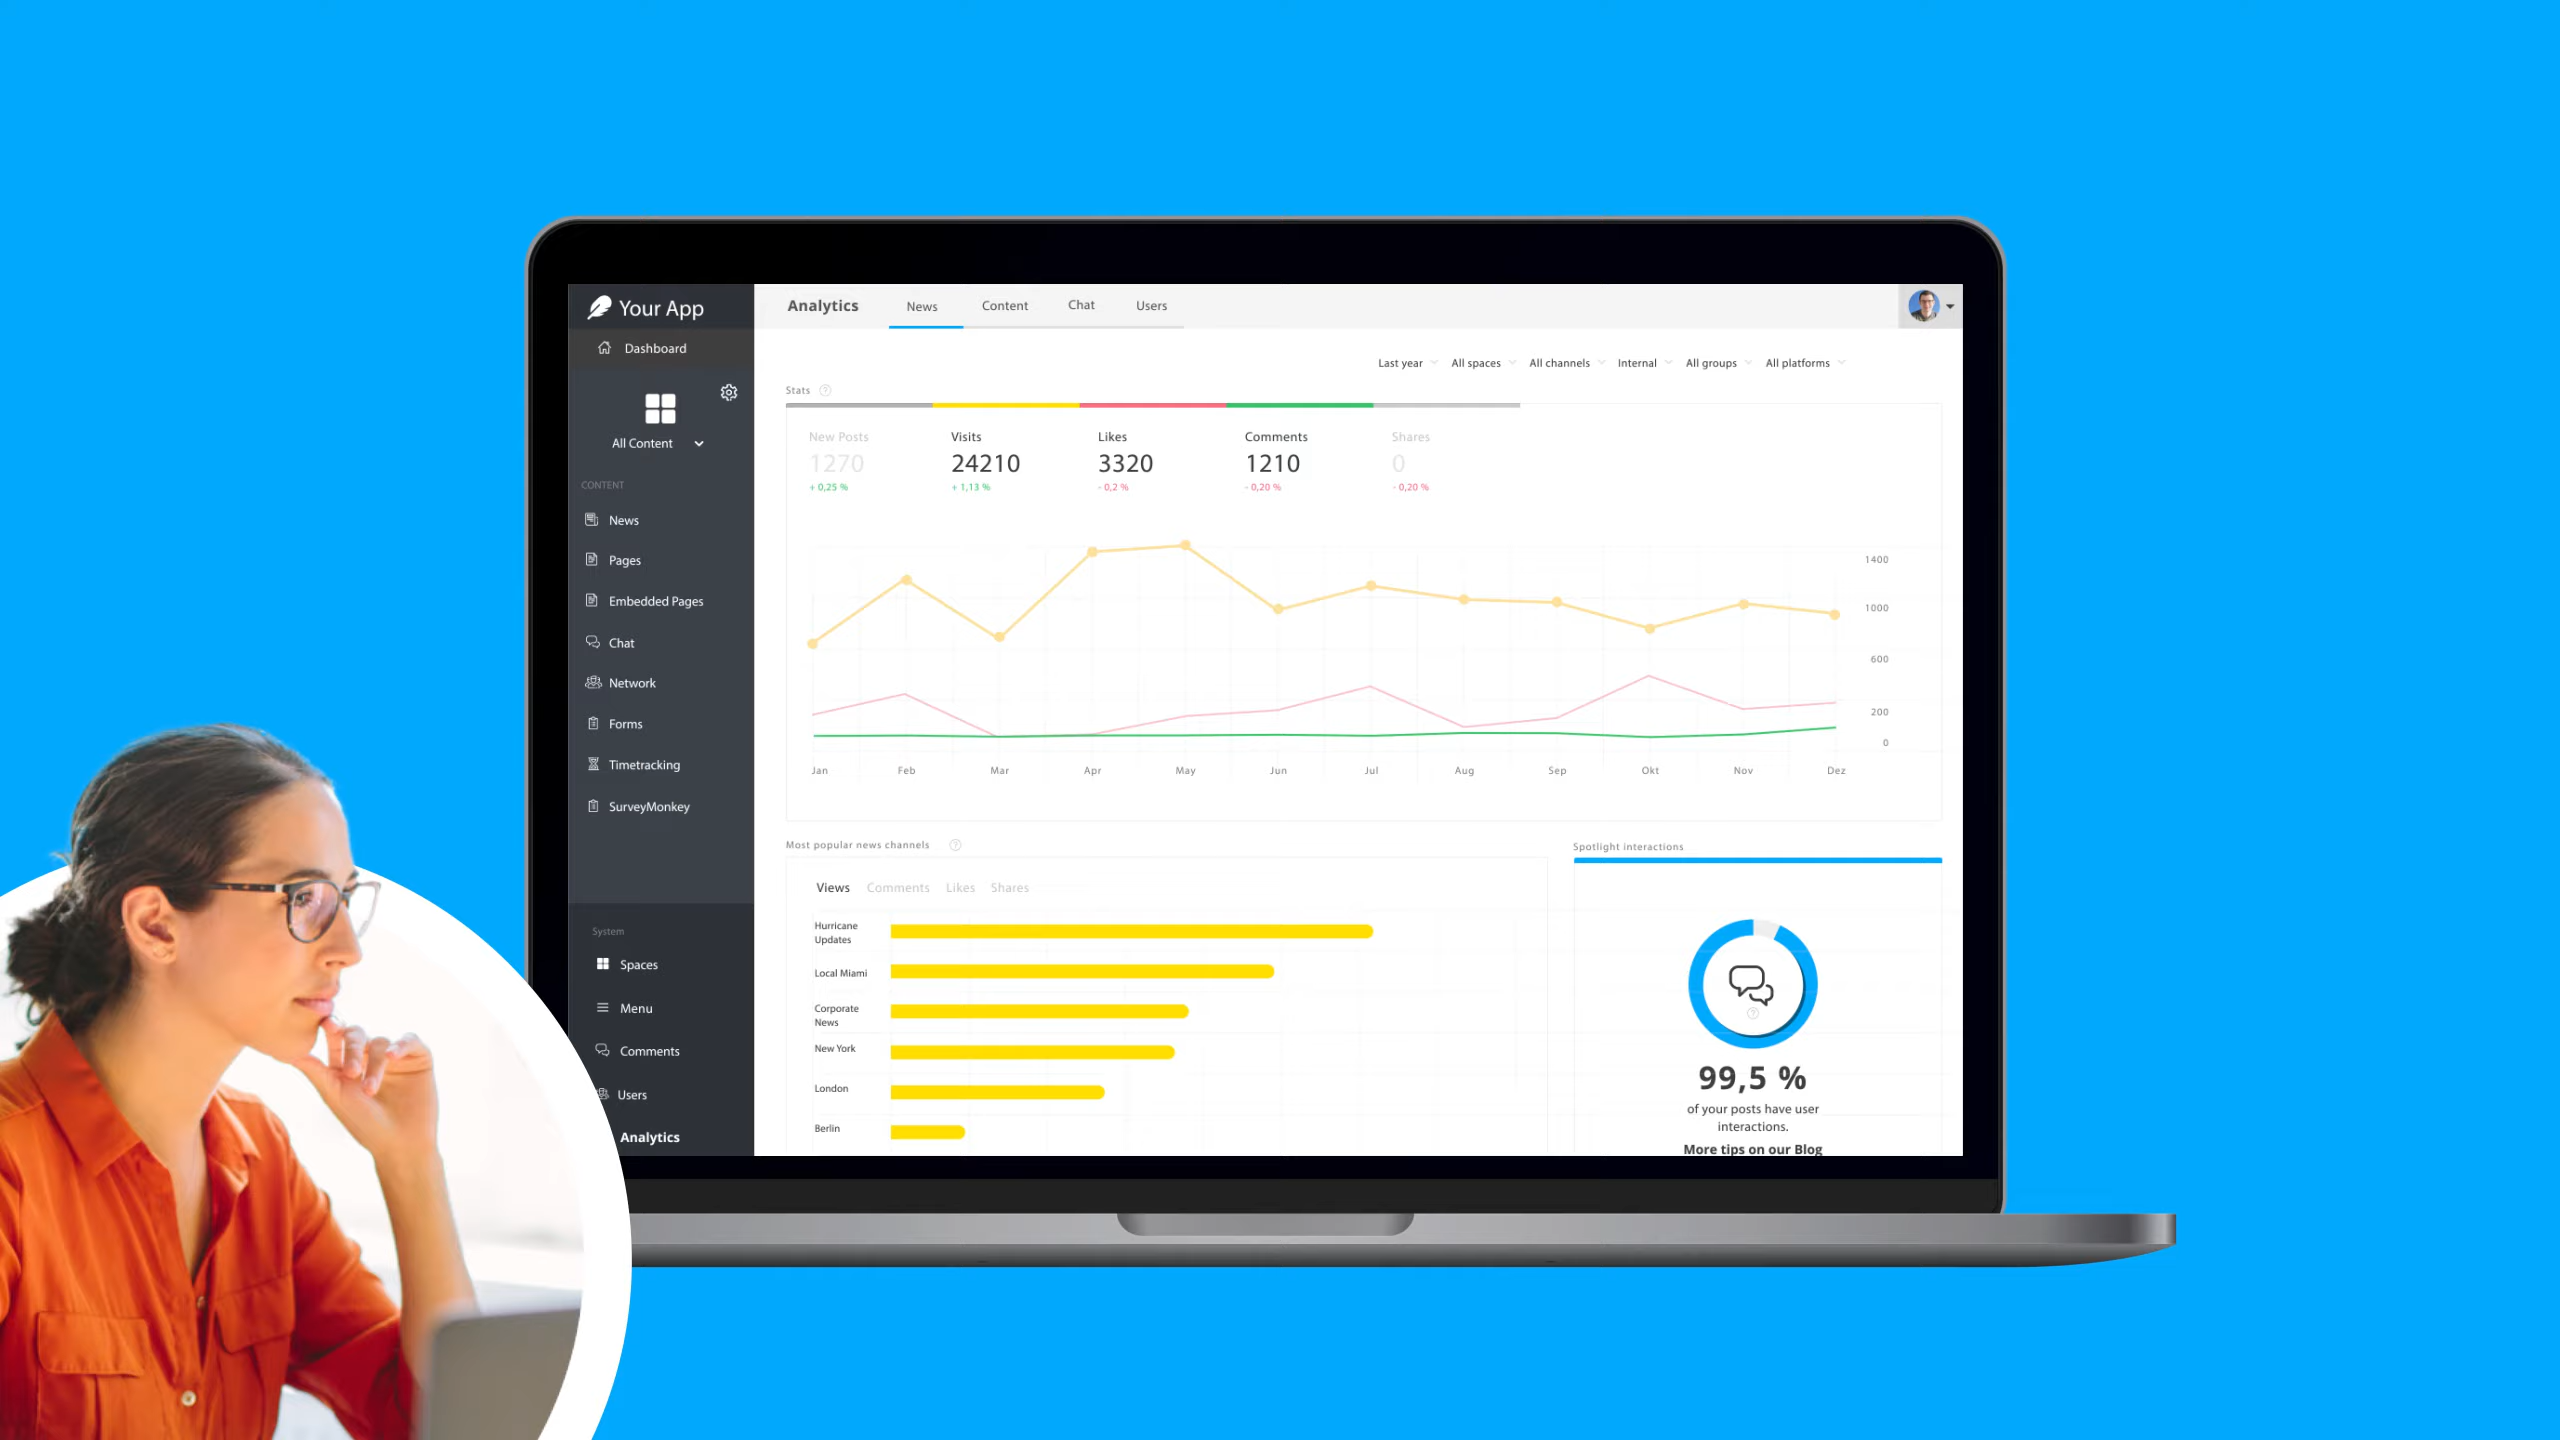 Your App
Analytics News Content Chat Users
Dashboard
All Content
CONTENT
News
Pages
Embedded Pages
Chat
Network
Forms
Timetracking
SurveyMonkey
System
Spaces
Menu
Comments
Users
Analytics
Last year All spaces All channels Internal All groups All platforms
Stats ?
New Posts Visits Likes Comments Shares
1270 24210 3320 1210 0
+ 0,25 % + 1,13 % - 0,2 % - 0,20 % - 0,20 %
1400
1000
600
200
0
Jan Feb Mar Apr May Jun Jul Aug Sep Okt Nov Dez
Most popular news channels ?
Views Comments Likes Shares
Hurricane
Updates
Local Miami
Corporate
News
New York
London
Berlin
Spotlight interactions
?
99,5 %
of your posts have user
interactions.
More tips on our Blog